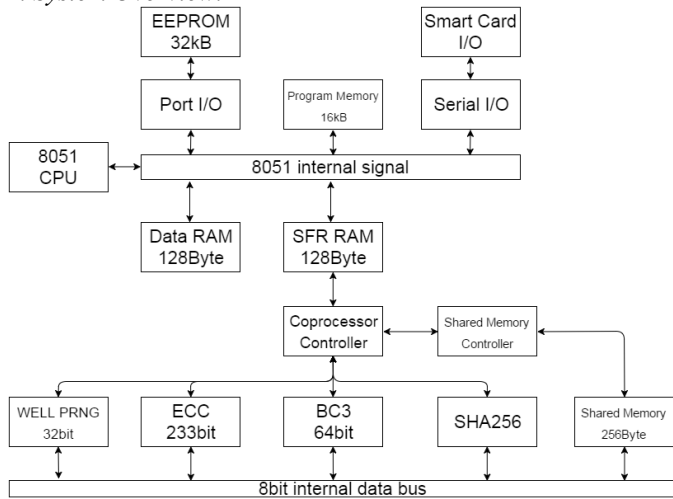 EEPROM
32kB
Smart Card
I/O
Port I/O
Program Memory
16kB
Serial I/O
8051
CPU
8051 internal signal
Data RAM
128Byte
SFR RAM
128Byte
Coprocessor
Controller
Shared Memory
Controller
WELL PRNG
32bit
ECC
233bit
BC3
64bit
SHA256
Shared Memory
256Byte
8bit internal data bus